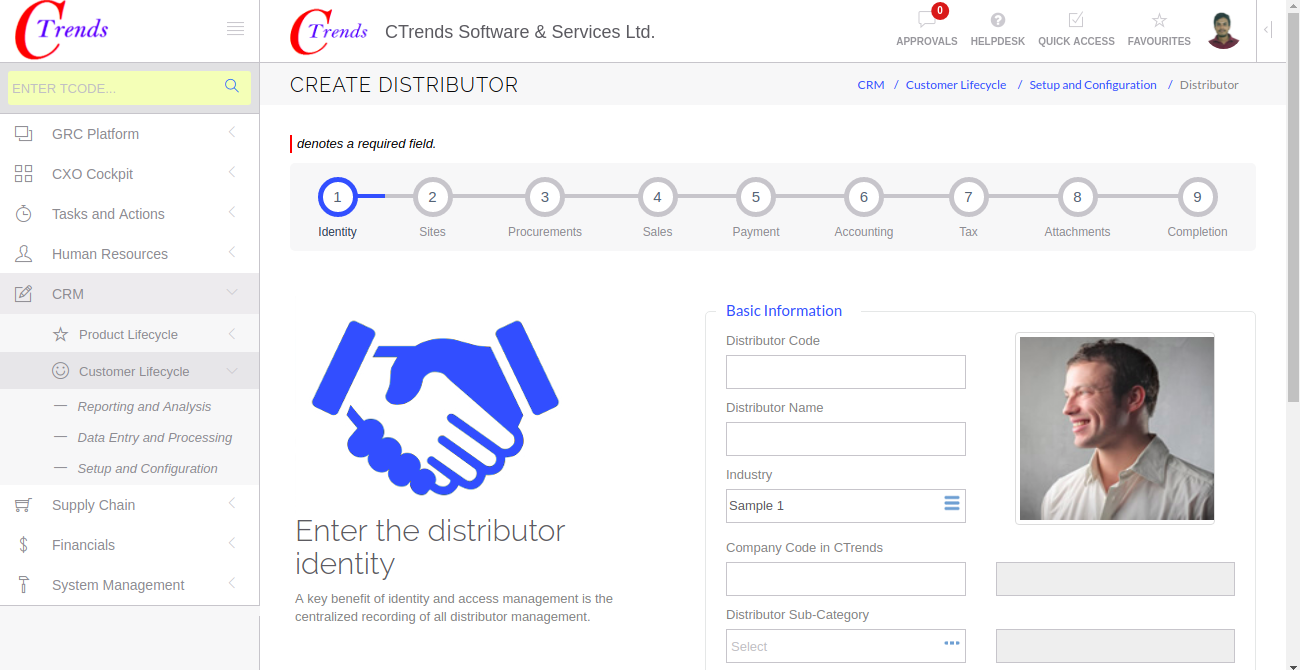 CTrends
CTrends
CTrends Software & Services Ltd.
0
APPROVALS
HELPDESK
QUICK ACCESS
FAVOURITES
ENTER TCODE...
CREATE DISTRIBUTOR
CRM / Customer Lifecycle / Setup and Configuration / Distributor
GRC Platform
CXO Cockpit
Tasks and Actions
Human Resources
CRM
Product Lifecycle
Customer Lifecycle
Reporting and Analysis
Data Entry and Processing
Setup and Configuration
Supply Chain
Financials
System Management
denotes a required field.
1 2 3 4 5 6 7 8 9
Identity Sites Procurements Sales Payment Accounting Tax Attachments Completion
Enter the distributor
identity
A key benefit of identity and access management is the
centralized recording of all distributor management.
Basic Information
Distributor Code
Distributor Name
Industry
Sample 1
Company Code in CTrends
Distributor Sub-Category
Select